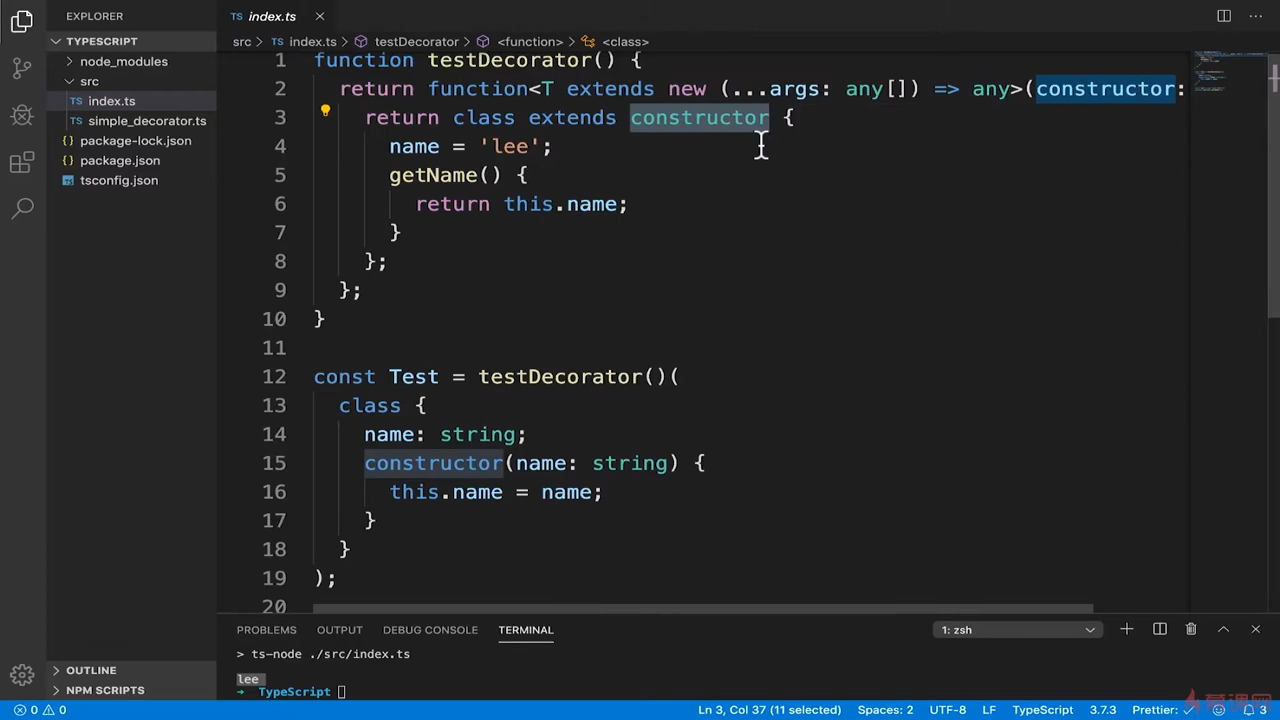 EXPLORER
TS index.ts
TYPESCRIPT
src > index.ts > testDecorator > <function> > <class>
node_modules
src
index.ts
TS simple_decorator.ts
package-lock.json
package.json
tsconfig.json
1 function testDecorator() {
2 return function<T extends new (...args: any[]) => any>(constructor:
3 return class extends constructor {
4 name = 'lee';
5 getName() {
6 return this.name;
7 }
8 };
9 };
10 }
11
12 const Test = testDecorator()(
13 class {
14 name: string;
15 constructor(name: string) {
16 this.name = name;
17 }
18 }
19 );
20
PROBLEMS OUTPUT DEBUG CONSOLE TERMINAL 1: zsh
> ts-node ./src/index.ts
lee
→ TypeScript
OUTLINE
NPM SCRIPTS
0 0 Ln 3, Col 37 (11 selected) Spaces: 2 UTF-8 LF TypeScript 3.7.3 Prettier: ✓ 3
慕课网